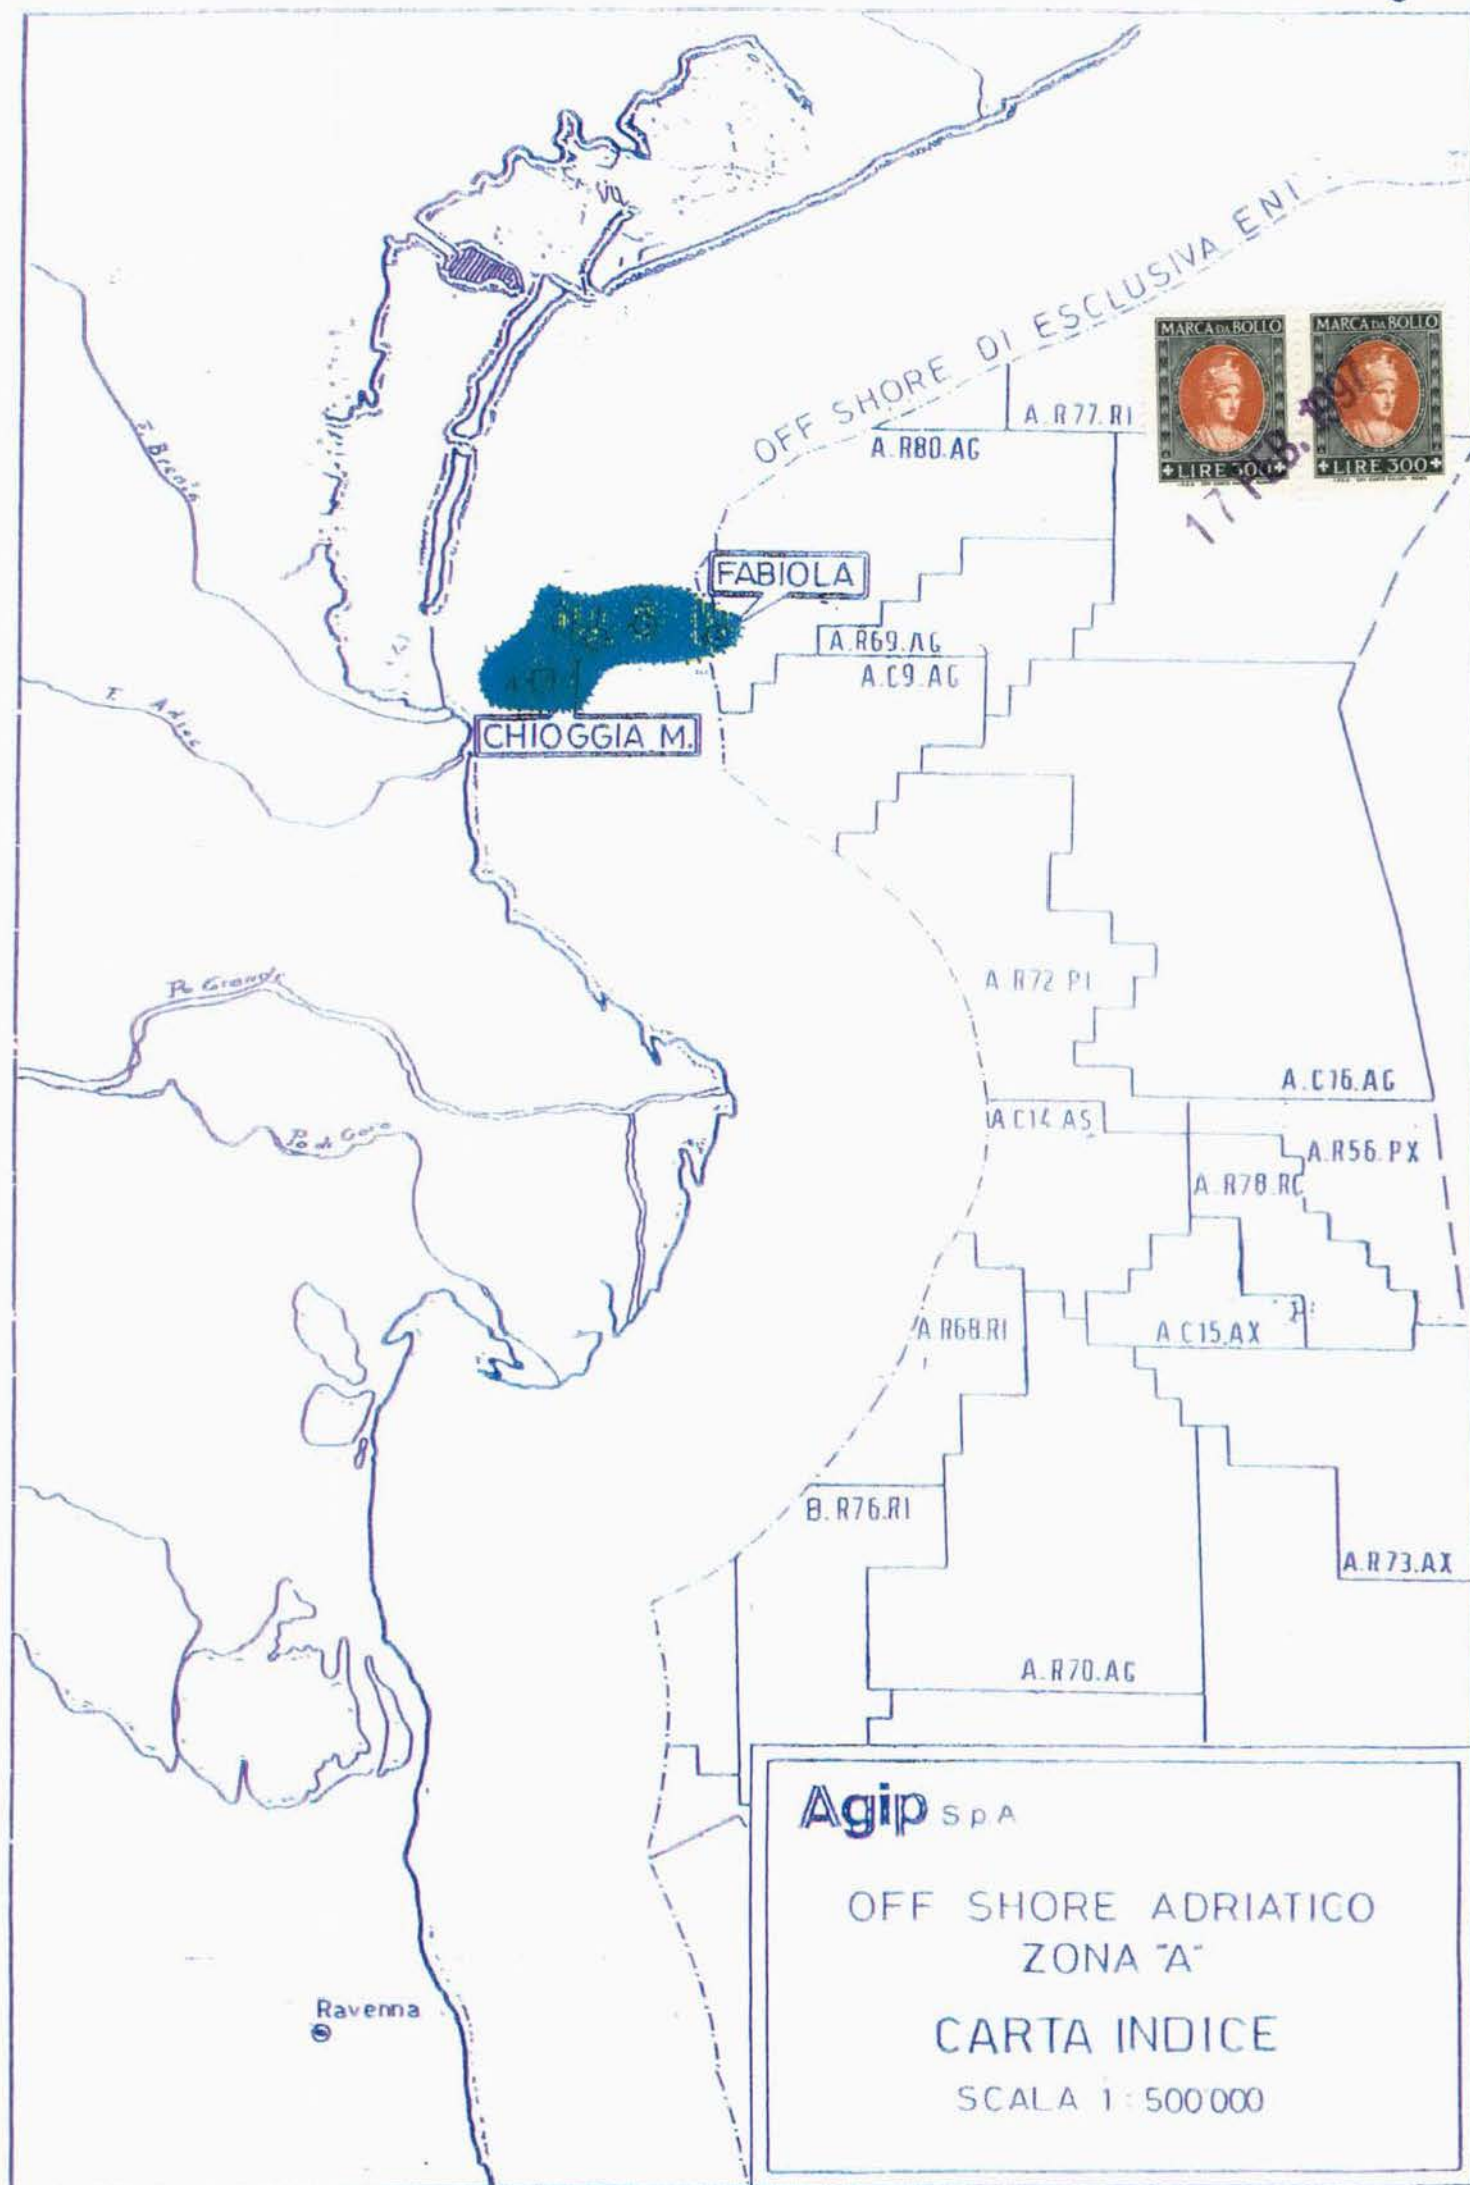 OFF SHORE DI ESCLUSIVA ENI
MARCA DA BOLLO
LIRE 300
MARCA DA BOLLO
LIRE 300
17 FEB. 1997
A.R77.RI
A.R80.AG
F. Brenta
FABIOLA
A.R69.AG
A.C9.AG
F. Adige
CHIOGGIA M.
Po Grande
A.R72.PI
A.C16.AG
A.C14.AS
Po di Goro
A.R56.PX
A.R78.RC
A.R68.RI
A.C15.AX
B.R76.RI
A.R73.AX
A.R70.AG
Agip SpA
OFF SHORE ADRIATICO
ZONA "A"
CARTA INDICE
SCALA 1:500000
Ravenna